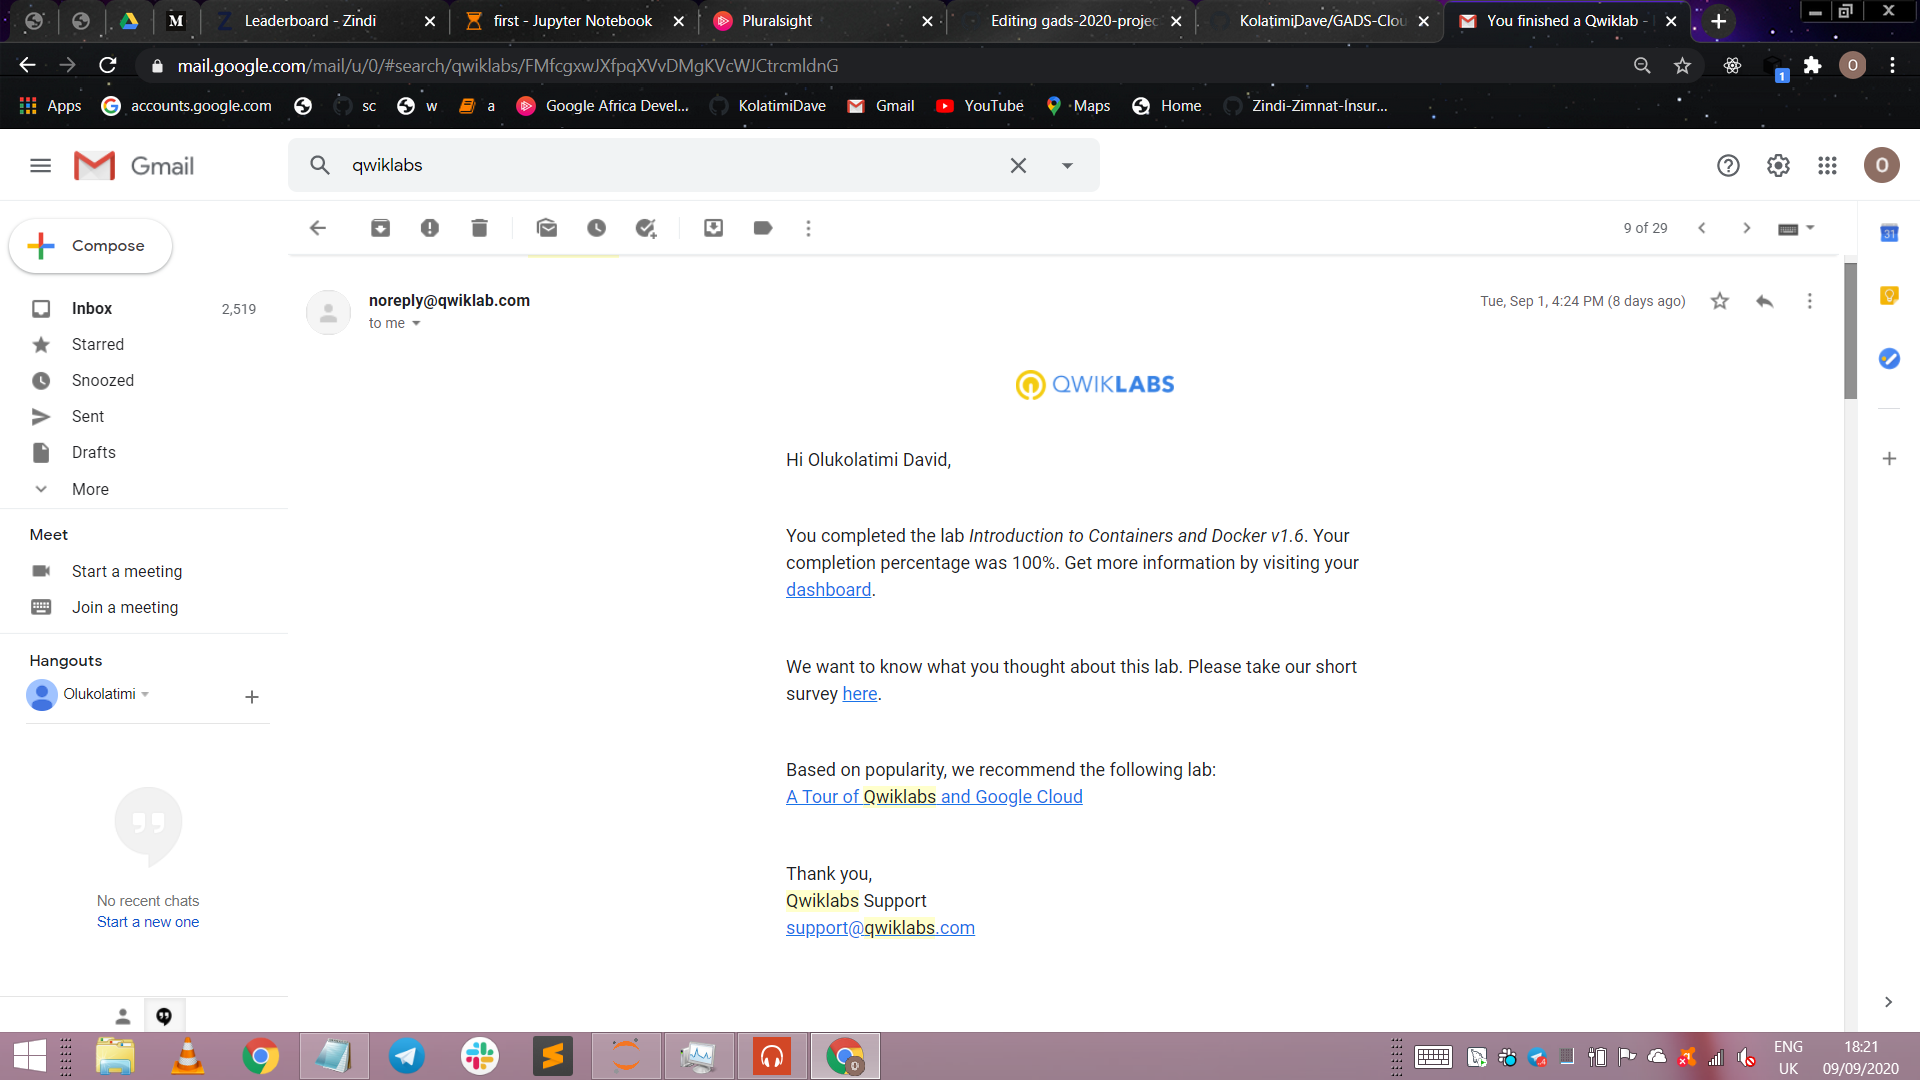 Leaderboard - Zindi
first - Jupyter Notebook
Pluralsight
Editing gads-2020-projec
KolatimiDave/GADS-Clou
You finished a Qwiklab -
mail.google.com/mail/u/0/#search/qwiklabs/FMfcgxwJXfpqXVvDMgKVcWJCtrcmldnG
1
O
Apps
accounts.google.com
sc
w
a
Google Africa Devel...
KolatimiDave
Gmail
YouTube
Maps
Home
Zindi-Zimnat-Insur...
Gmail
qwiklabs
O
Compose
9 of 29
31
Inbox 2,519
Starred
Snoozed
Sent
Drafts
More
Meet
Start a meeting
Join a meeting
Hangouts
Olukolatimi
No recent chats
Start a new one
noreply@qwiklab.com
to me
Tue, Sep 1, 4:24 PM (8 days ago)
QWIKLABS
Hi Olukolatimi David,
You completed the lab Introduction to Containers and Docker v1.6. Your
completion percentage was 100%. Get more information by visiting your
dashboard.
We want to know what you thought about this lab. Please take our short
survey here.
Based on popularity, we recommend the following lab:
A Tour of Qwiklabs and Google Cloud
Thank you,
Qwiklabs Support
support@qwiklabs.com
ENG
UK
18:21
09/09/2020